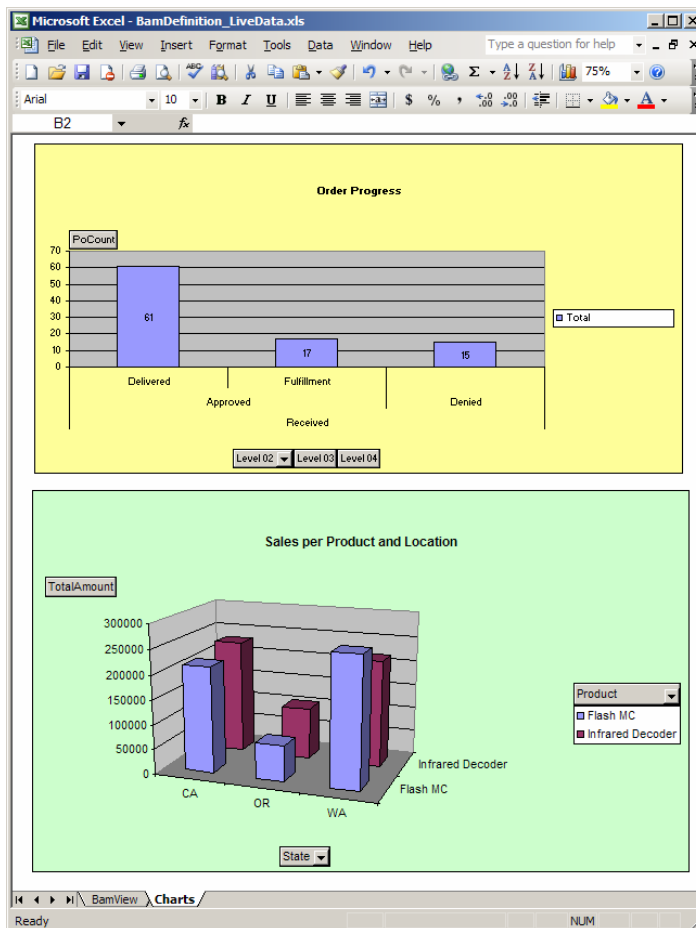 Microsoft Excel - BamDefinition_LiveData.xls
File Edit View Insert Format Tools Data Window Help Type a question for help
75%
Arial 10 B I U $ % , A
B2 fx
Order Progress
PoCount
70
60
50
40
30
20
10
0
61
17
15
Total
Delivered Fulfillment
Approved Denied
Received
Level 02 Level 03 Level 04
Sales per Product and Location
TotalAmount
300000
250000
200000
150000
100000
50000
0
Product
Flash MC
Infrared Decoder
Infrared Decoder
Flash MC
CA
OR
WA
State
BamView Charts
Ready NUM